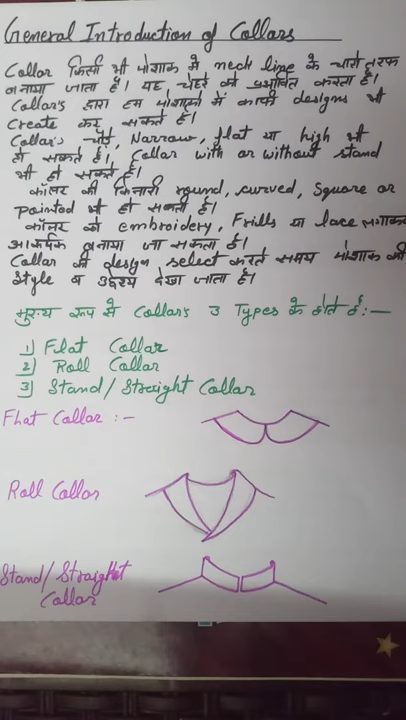 General Introduction of Collars
Collar किसी भी पोशाक में neck line के चारो तरफ
बनाया जाता है। यह चेहरे को प्रभावित करता है।
Collar's द्वारा हम पोशाको में काफी designs भी
Create कर सकते है।
Collar's चौड़े, Narrow, flat या high भी
हो सकते है। Collar with or without stand
भी हो सकते है।
कॉलर की किनारी round, curved, Square or
pointed भी हो सकती है।
कॉलर को embroidery, Frills या lace लगाकर
आकर्षक बनाया जा सकता है।
Collar की design select करते समय पोशाक की
Style व उद्देश्य देखा जाता है।
मुख्य रूप से Collars 3 Types के होते है:—
1) Flat Collar
2) Roll Collar
3) Stand/Straight Collar
Flat Collar :-
Roll Collar
Stand/Straight
Collar